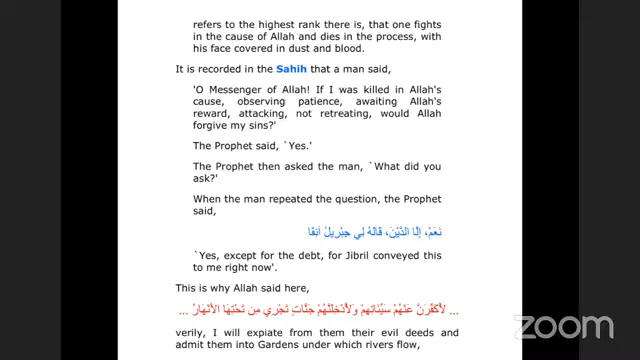 refers to the highest rank there is, that one fights
in the cause of Allah and dies in the process, with
his face covered in dust and blood.
It is recorded in the Sahih that a man said,
'O Messenger of Allah! If I was killed in Allah's
cause, observing patience, awaiting Allah's
reward, attacking, not retreating, would Allah
forgive my sins?'
The Prophet said, `Yes.'
The Prophet then asked the man, `What did you
ask?'
When the man repeated the question, the Prophet
said,
نَعَمْ، إِلَّا الدَّيْنَ، قَالَهُ لِي جِبْرِيلُ آنِفًا
`Yes, except for the debt, for Jibril conveyed this
to me right now'.
This is why Allah said here,
... لأُكَفِّرَنَّ عَنْهُمْ سَيِّئَاتِهِمْ وَلأُدْخِلَنَّهُمْ جَنَّاتٍ تَجْرِي مِن تَحْتِهَا الأَنْهَارُ ...
verily, I will expiate from them their evil deeds and
admit them into Gardens under which rivers flow,
zoom